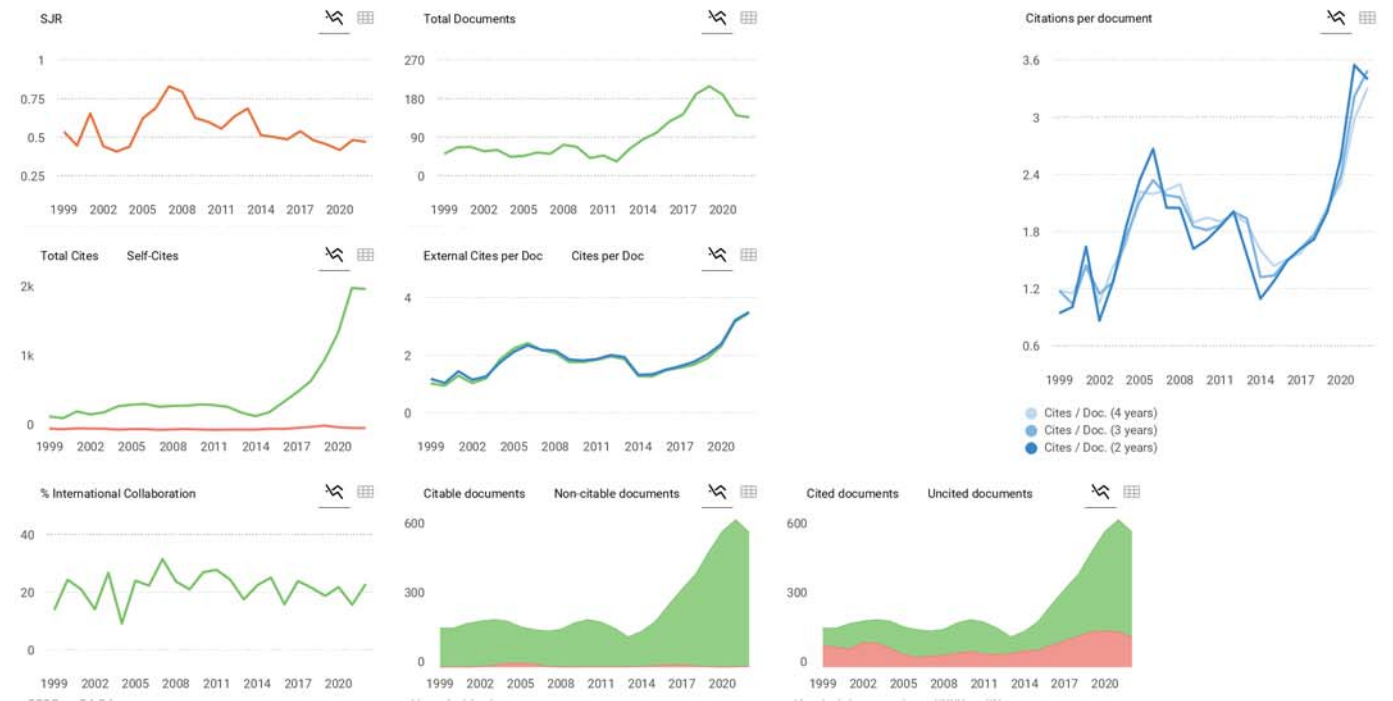 SJR
1
0.75
0.5
0.25
1999 2002 2005 2008 2011 2014 2017 2020
Total Documents
270
180
90
0
1999 2002 2005 2008 2011 2014 2017 2020
Citations per document
3.6
3
2.4
1.8
1.2
0.6
1999 2002 2005 2008 2011 2014 2017 2020
Cites / Doc. (4 years)
Cites / Doc. (3 years)
Cites / Doc. (2 years)
Total Cites Self-Cites
2k
1k
0
1999 2002 2005 2008 2011 2014 2017 2020
External Cites per Doc Cites per Doc
4
2
0
1999 2002 2005 2008 2011 2014 2017 2020
% International Collaboration
40
20
0
1999 2002 2005 2008 2011 2014 2017 2020
Citable documents Non-citable documents
600
300
0
1999 2002 2005 2008 2011 2014 2017 2020
Cited documents Uncited documents
600
300
0
1999 2002 2005 2008 2011 2014 2017 2020